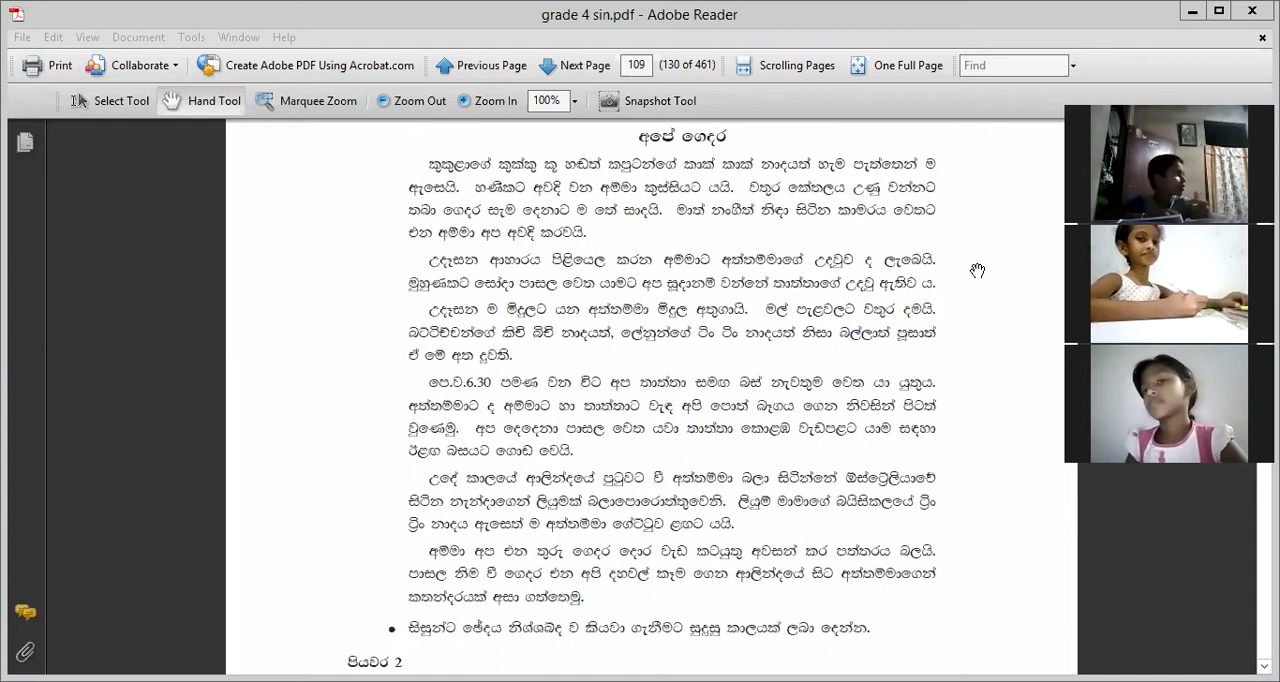 grade 4 sin.pdf - Adobe Reader
File Edit View Document Tools Window Help
Print Collaborate Create Adobe PDF Using Acrobat.com Previous Page Next Page 109 (130 of 461) Scrolling Pages One Full Page Find
Select Tool Hand Tool Marquee Zoom Zoom Out Zoom In 100% Snapshot Tool
අපේ ගෙදර
කුකුළාගේ කුක්කු කූ හඬත් කපුටන්ගේ කාක් කාක් නාදයත් හැම පැත්තෙන් ම
ඇසෙයි. හණිකට අවදි වන අම්මා කුස්සියට යයි. වතුර කේතලය උණු වන්නට
තබා ගෙදර සැම දෙනාට ම තේ සාදයි. මාත් නංගීත් නිඳා සිටින කාමරය වෙතට
එන අම්මා අප අවදි කරවයි.
උදෑසන ආහාරය පිළියෙල කරන අම්මාට අත්තම්මාගේ උදවුව ද ලැබෙයි.
මුහුණකට සෝදා පාසල වෙත යාමට අප සූදානම් වන්නේ තාත්තාගේ උදවු ඇතිව ය.
උදෑසන ම මිදුලට යන අත්තම්මා මිදුල අතුගායි. මල් පැළවලට වතුර දමයි.
බට්ටිච්චන්ගේ කිචි බිචි නාදයත්, ලේනුන්ගේ ටිං ටිං නාදයත් නිසා බල්ලාත් පූසාත්
ඒ මේ අත දුවති.
පෙ.ව.6.30 පමණ වන විට අප තාත්තා සමඟ බස් නැවතුම වෙත යා යුතුය.
අත්තම්මාට ද අම්මාට හා තාත්තාට වැඳ අපි පොත් බෑගය ගෙන නිවසින් පිටත්
වුණෙමු. අප දෙදෙනා පාසල වෙත යවා තාත්තා කොළඹ වැඩපළට යාම සඳහා
ඊළඟ බසයට ගොඩ වෙයි.
උදේ කාලයේ ආලින්දයේ පුටුවට වී අත්තම්මා බලා සිටින්නේ ඕස්ට්‍රේලියාවේ
සිටින නැන්දාගෙන් ලියුමක් බලාපොරොත්තුවෙනි. ලියුම් මාමාගේ බයිසිකලයේ ට්‍රිං
ට්‍රිං නාදය ඇසෙත් ම අත්තම්මා ගේට්ටුව ළඟට යයි.
අම්මා අප එන තුරු ගෙදර දොර වැඩ කටයුතු අවසන් කර පත්තරය බලයි.
පාසල නිම වී ගෙදර එන අපි දහවල් කෑම ගෙන ආලින්දයේ සිට අත්තම්මාගෙන්
කතන්දරයක් අසා ගත්තෙමු.
• සිසුන්ට ඡේදය නිශ්ශබ්ද ව කියවා ගැනීමට සුදුසු කාලයක් ලබා දෙන්න.
පියවර 2